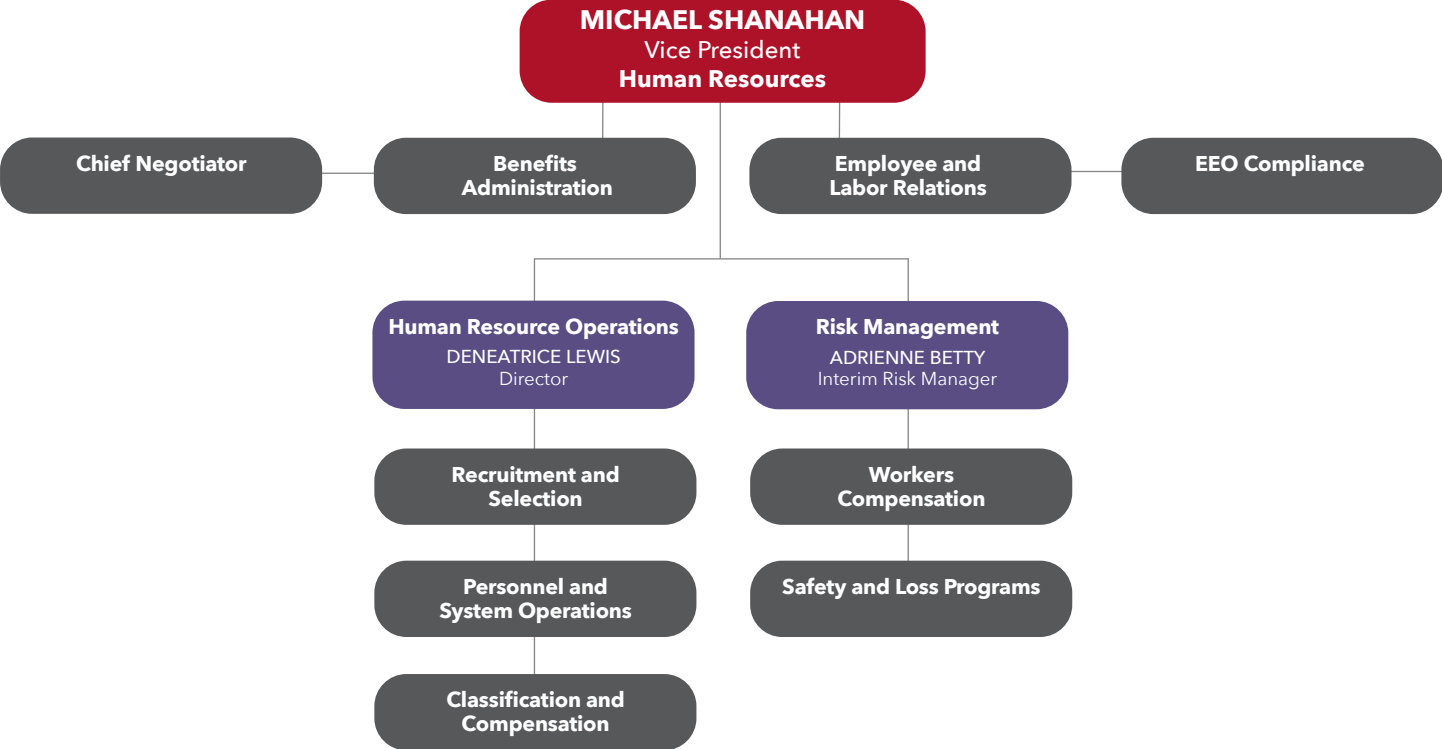 MICHAEL SHANAHAN
Vice President
Human Resources
Chief Negotiator
Benefits
Administration
Employee and
Labor Relations
EEO Compliance
Human Resource Operations
DENEATRICE LEWIS
Director
Risk Management
ADRIENNE BETTY
Interim Risk Manager
Recruitment and
Selection
Workers
Compensation
Personnel and
System Operations
Safety and Loss Programs
Classification and
Compensation